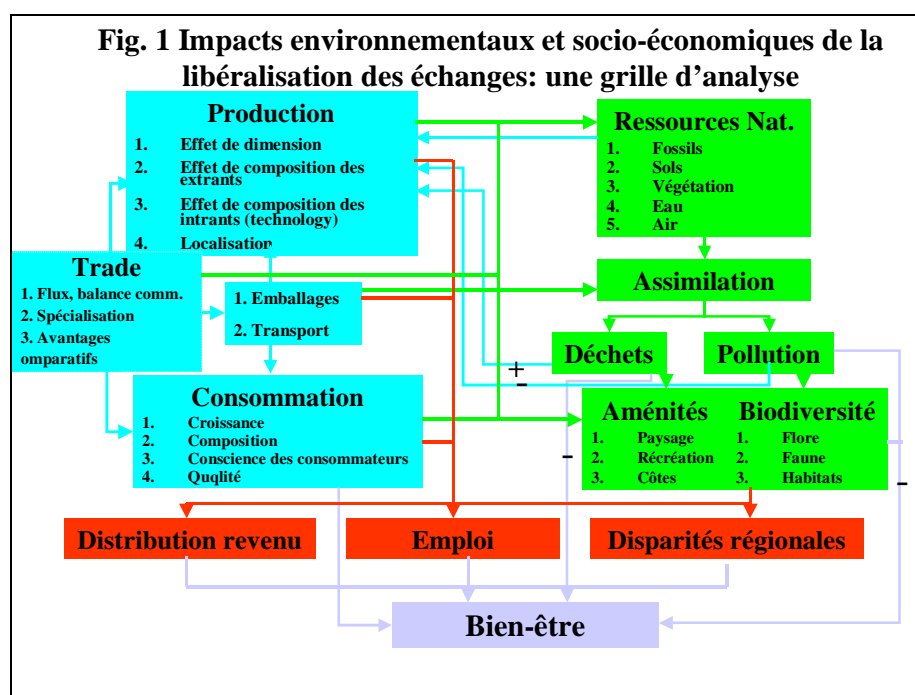 Fig. 1 Impacts environnementaux et socio-économiques de la
libéralisation des échanges: une grille d'analyse
Production
1. Effet de dimension
2. Effet de composition des
extrants
3. Effet de composition des
intrants (technology)
4. Localisation
Ressources Nat.
1. Fossils
2. Sols
3. Végétation
4. Eau
5. Air
Trade
1. Flux, balance comm.
2. Spécialisation
3. Avantages
omparatifs
1. Emballages
2. Transport
Assimilation
Déchets
Pollution
+
-
Consommation
1. Croissance
2. Composition
3. Conscience des consommateurs
4. Quqlité
Aménités
1. Paysage
2. Récréation
3. Côtes
Biodiversité
1. Flore
2. Faune
3. Habitats
-
-
Distribution revenu
Emploi
Disparités régionales
Bien-être